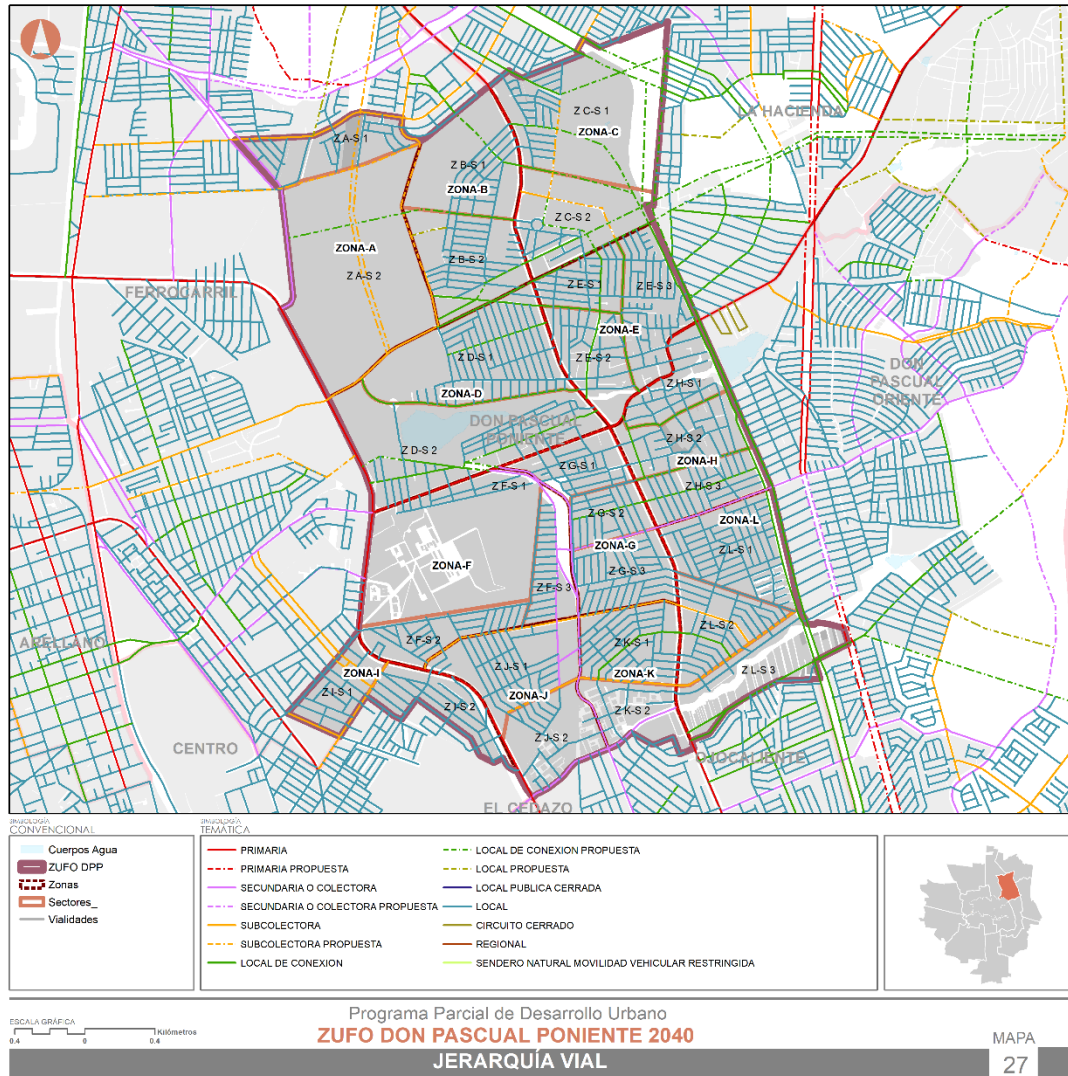 Z C-S 1
LA HACIENDA
ZONA-C
Z A-S 1
Z B-S 1
ZONA-B
Z C-S 2
ZONA-A
Z B-S 2
Z A-S 2
Z E-S 1
Z E-S 3
FERROCARRIL
ZONA-E
Z D-S 1
Z E-S 2
DON
PASCUAL
ORIENTE
Z H-S 1
ZONA-D
DON PASCUAL
PONIENTE
Z H-S 2
Z D-S 2
Z G-S 1
ZONA-H
Z F-S 1
Z H-S 3
Z G-S 2
ZONA-L
ZONA-G
Z L-S 1
ZONA-F
Z G-S 3
Z F-S 3
Z L-S 2
ARELLANO
Z F-S 2
Z K-S 1
Z J-S 1
Z L-S 3
ZONA-I
ZONA-K
Z I-S 1
ZONA-J
Z I-S 2
Z K-S 2
CENTRO
Z J-S 2
OJOCALIENTE
EL CEDAZO
SIMBOLOGÍA
CONVENCIONAL
Cuerpos Agua
ZUFO DPP
Zonas
Sectores_
Vialidades
SIMBOLOGÍA
TEMATICA
PRIMARIA
PRIMARIA PROPUESTA
SECUNDARIA O COLECTORA
SECUNDARIA O COLECTORA PROPUESTA
SUBCOLECTORA
SUBCOLECTORA PROPUESTA
LOCAL DE CONEXION
LOCAL DE CONEXION PROPUESTA
LOCAL PROPUESTA
LOCAL PUBLICA CERRADA
LOCAL
CIRCUITO CERRADO
REGIONAL
SENDERO NATURAL MOVILIDAD VEHICULAR RESTRINGIDA
ESCALA GRÁFICA
Kilómetros
0.4 0 0.4
Programa Parcial de Desarrollo Urbano
ZUFO DON PASCUAL PONIENTE 2040
JERARQUÍA VIAL
MAPA
27